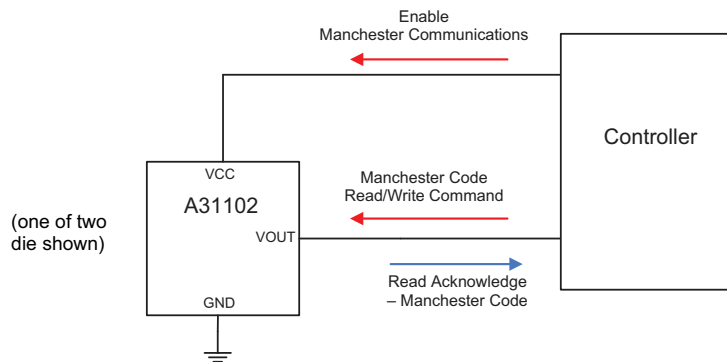 Enable
Manchester Communications
Controller
VCC
A31102
Manchester Code
Read/Write Command
(one of two
die shown)
VOUT
Read Acknowledge
– Manchester Code
GND